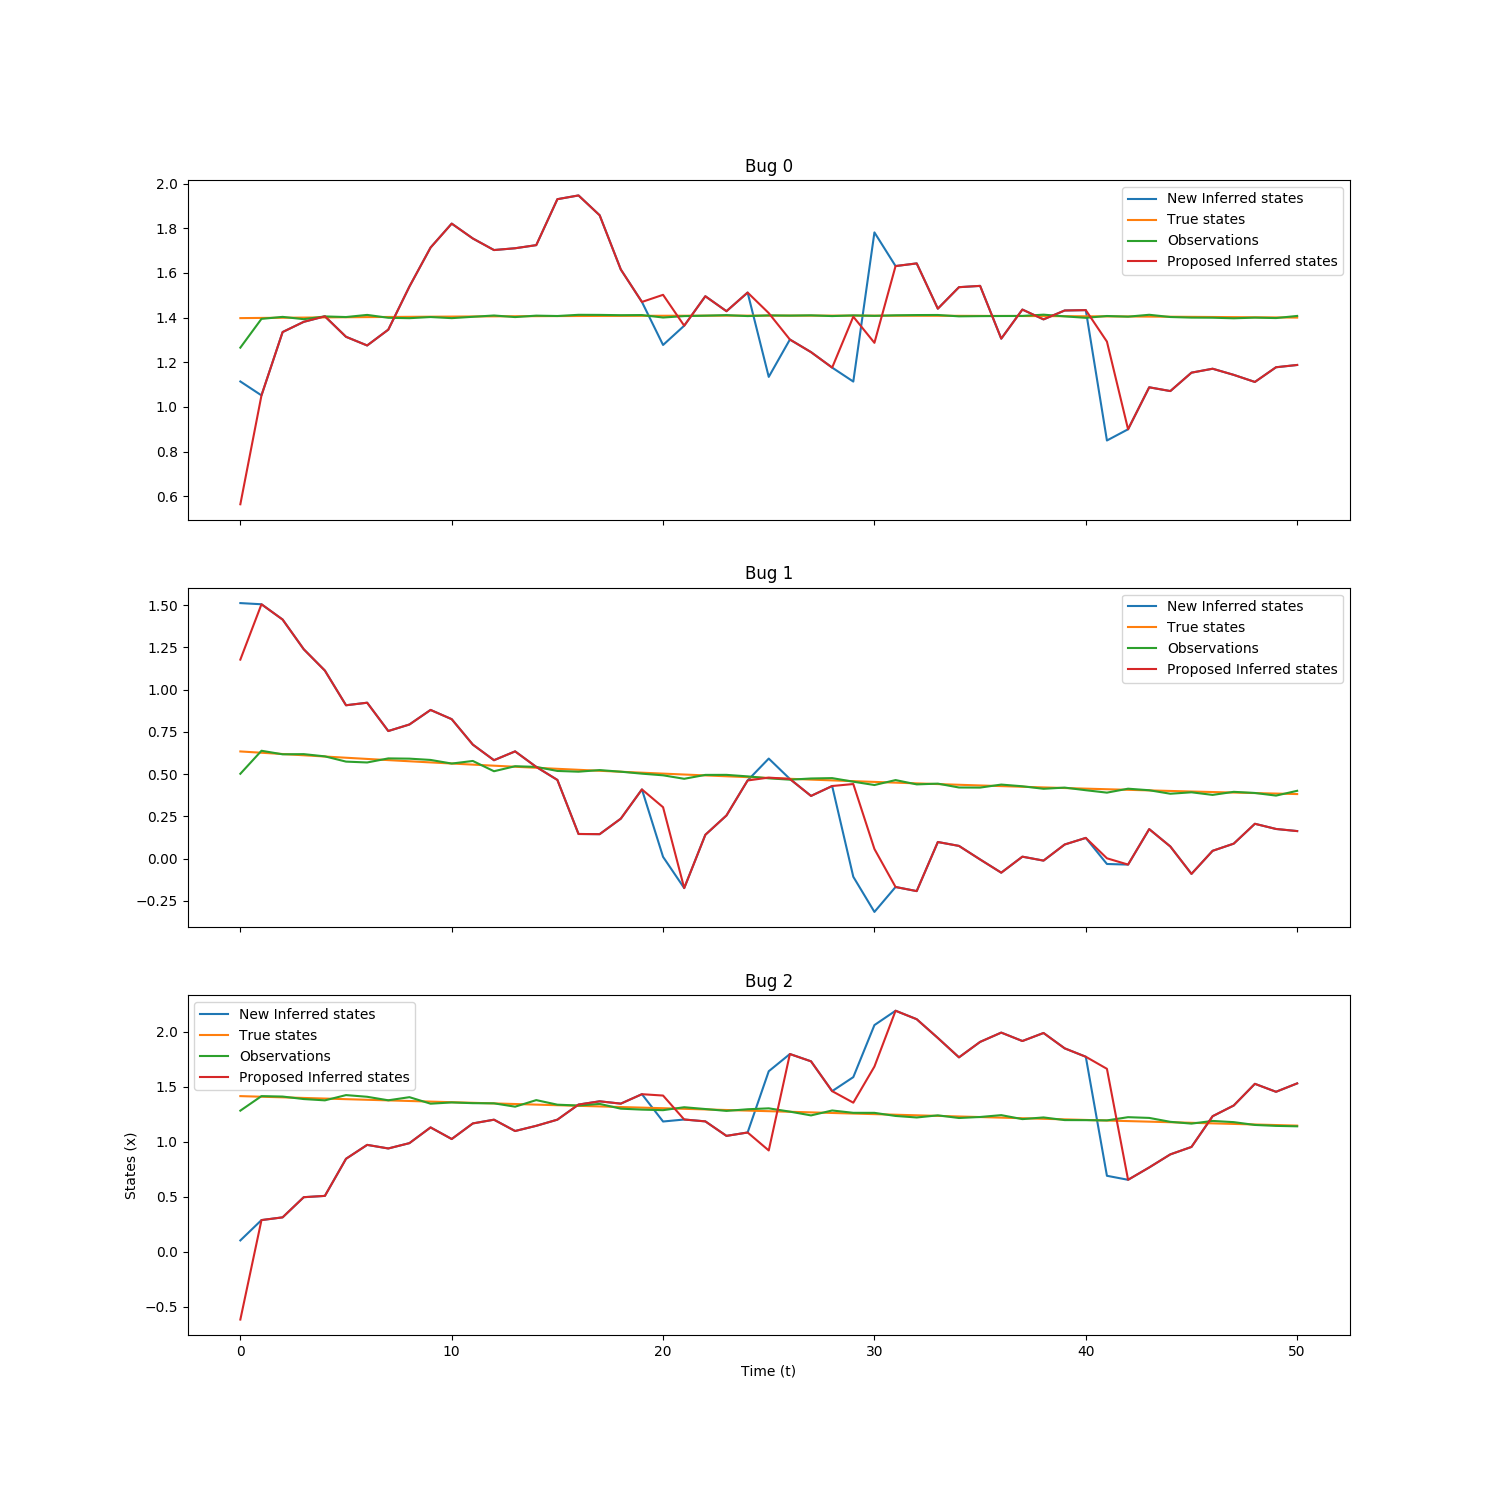 Bug 0
2.0
1.8
1.6
1.4
1.2
1.0
0.8
0.6
New Inferred states
True states
Observations
Proposed Inferred states
Bug 1
1.50
1.25
1.00
0.75
0.50
0.25
0.00
−0.25
New Inferred states
True states
Observations
Proposed Inferred states
Bug 2
2.0
1.5
1.0
0.5
0.0
−0.5
States (x)
New Inferred states
True states
Observations
Proposed Inferred states
0 10 20 30 40 50
Time (t)